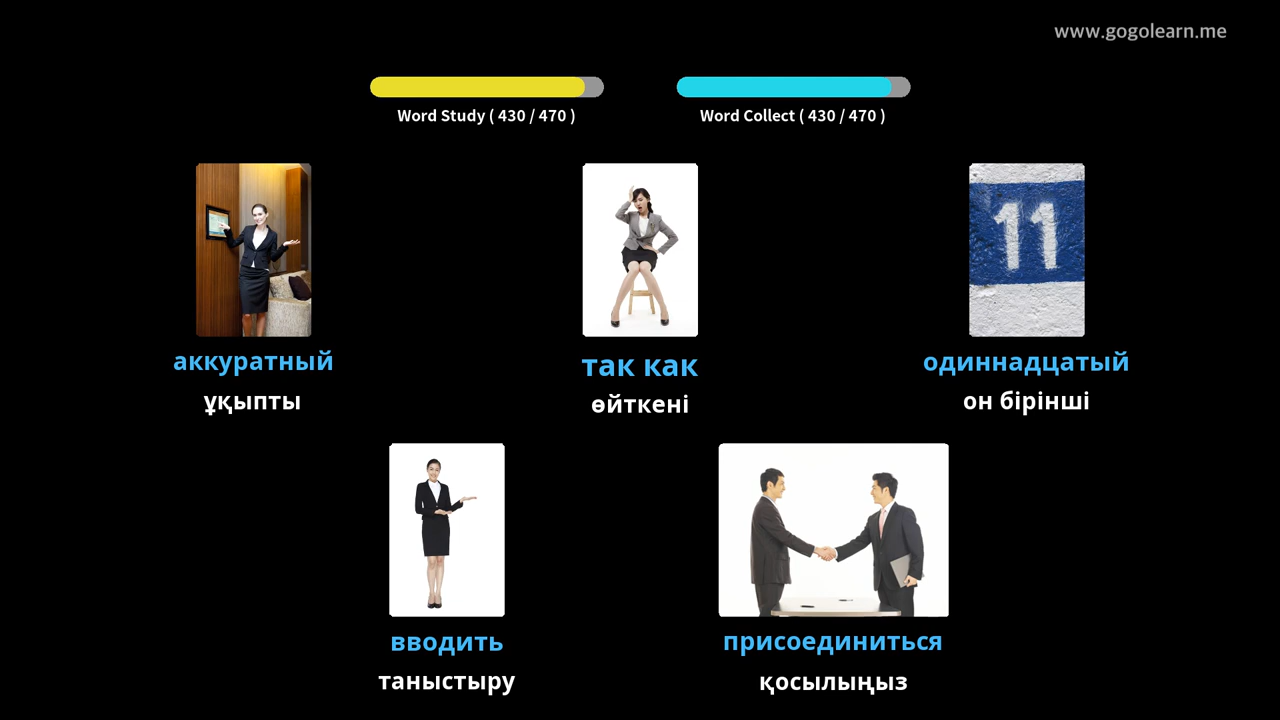 www.gogolearn.me
Word Study ( 430 / 470 )
Word Collect ( 430 / 470 )
11
аккуратный
ұқыпты
так как
өйткені
одиннадцатый
он бірінші
вводить
таныстыру
присоединиться
қосылыңыз